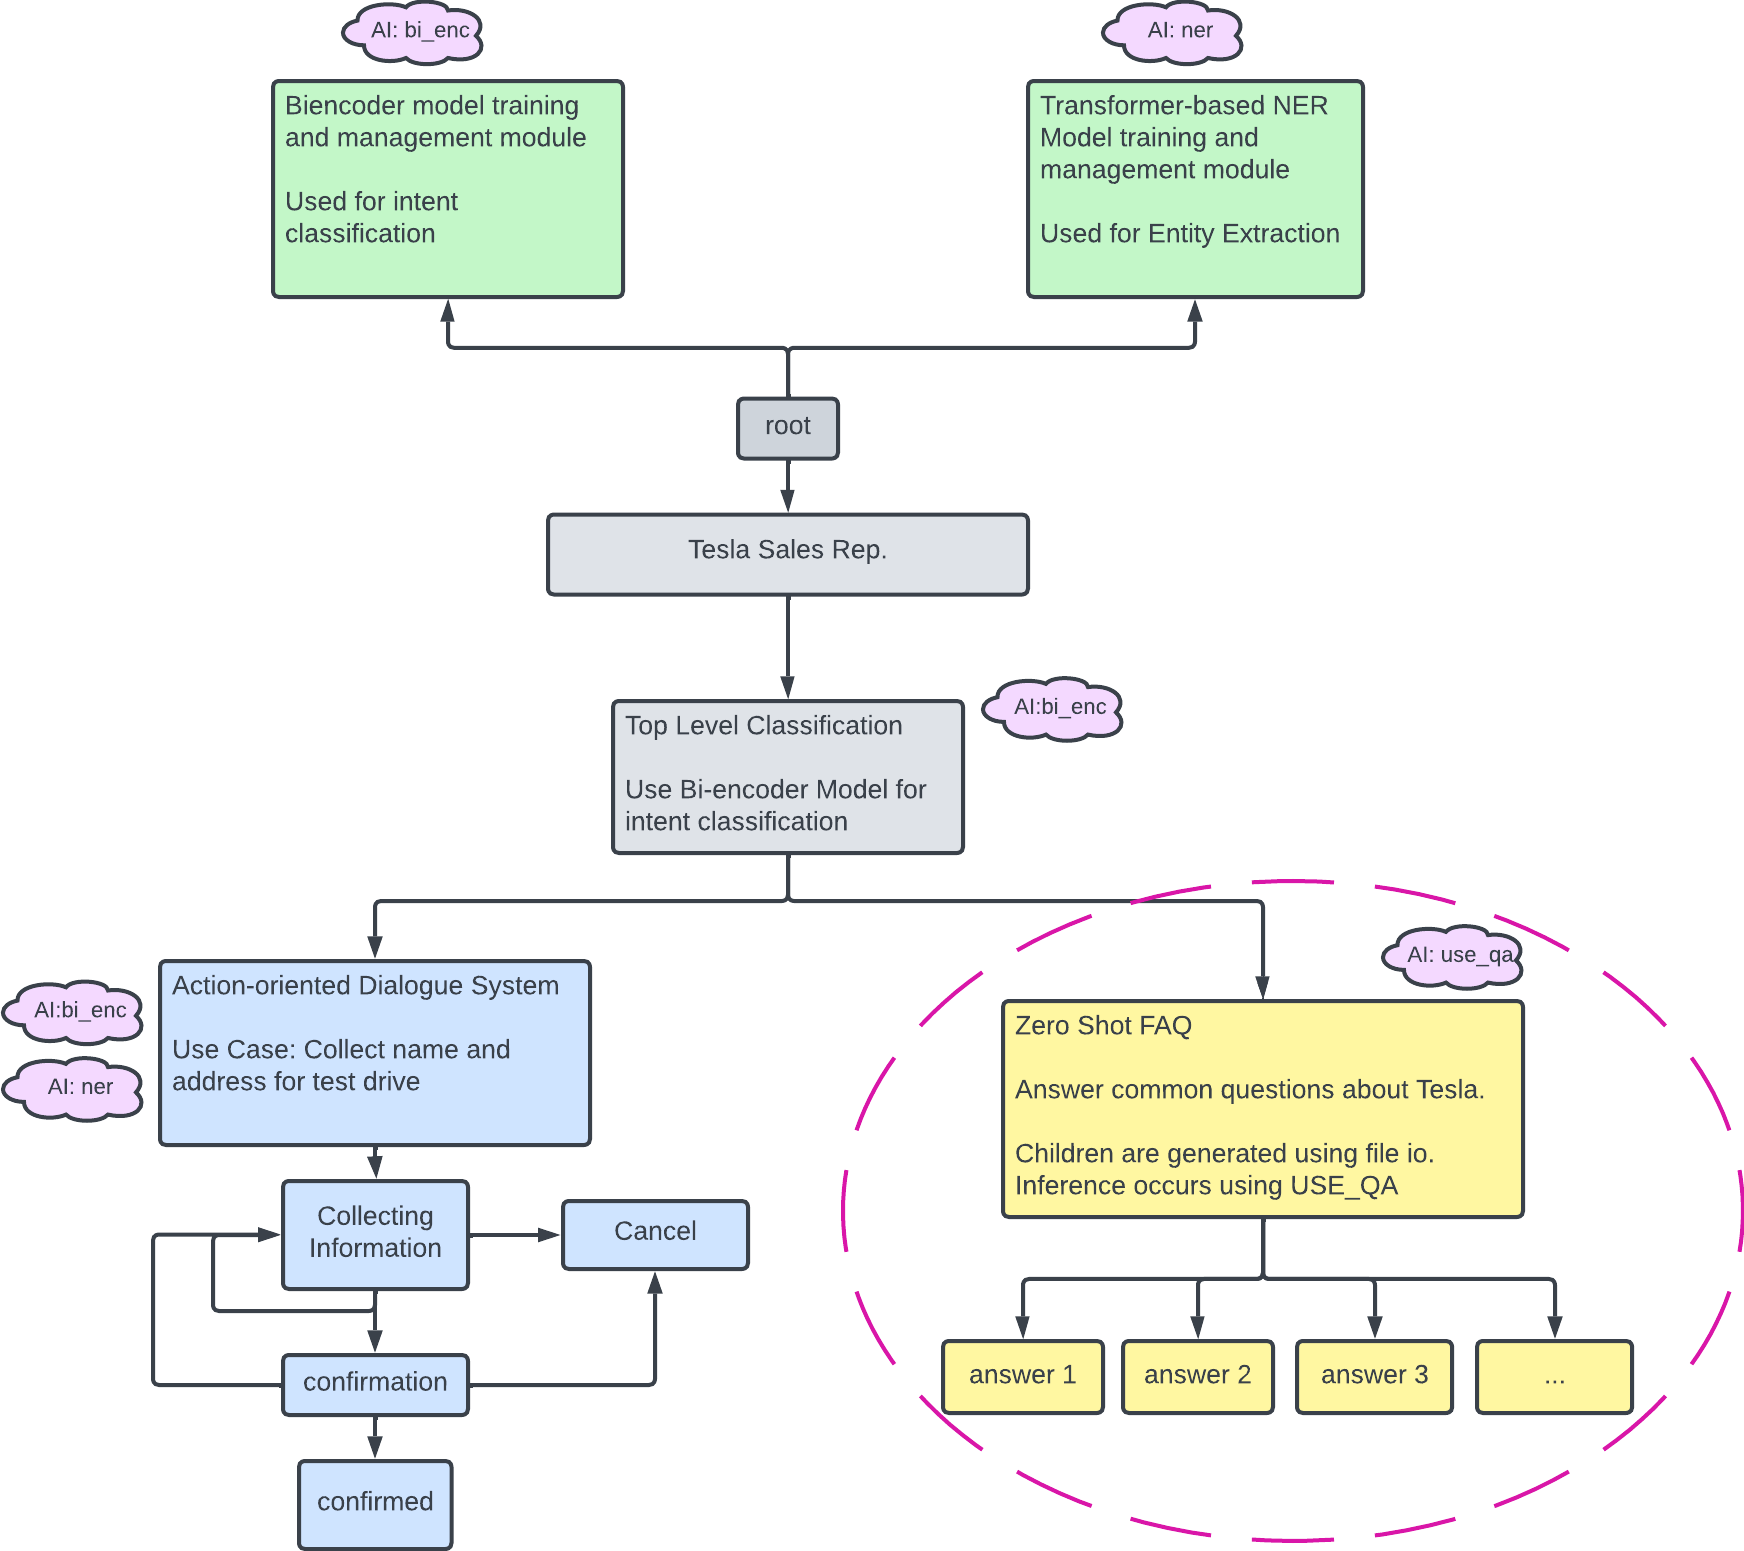 AI: bi_enc
AI: ner
Biencoder model training
and management module
Used for intent
classification
Transformer-based NER
Model training and
management module
Used for Entity Extraction
root
Tesla Sales Rep.
AI:bi_enc
Top Level Classification
Use Bi-encoder Model for
intent classification
AI:bi_enc
AI: ner
Action-oriented Dialogue System
Use Case: Collect name and
address for test drive
Collecting
Information
Cancel
confirmation
confirmed
AI: use_qa
Zero Shot FAQ
Answer common questions about Tesla.
Children are generated using file io.
Inference occurs using USE_QA
answer 1
answer 2
answer 3
...